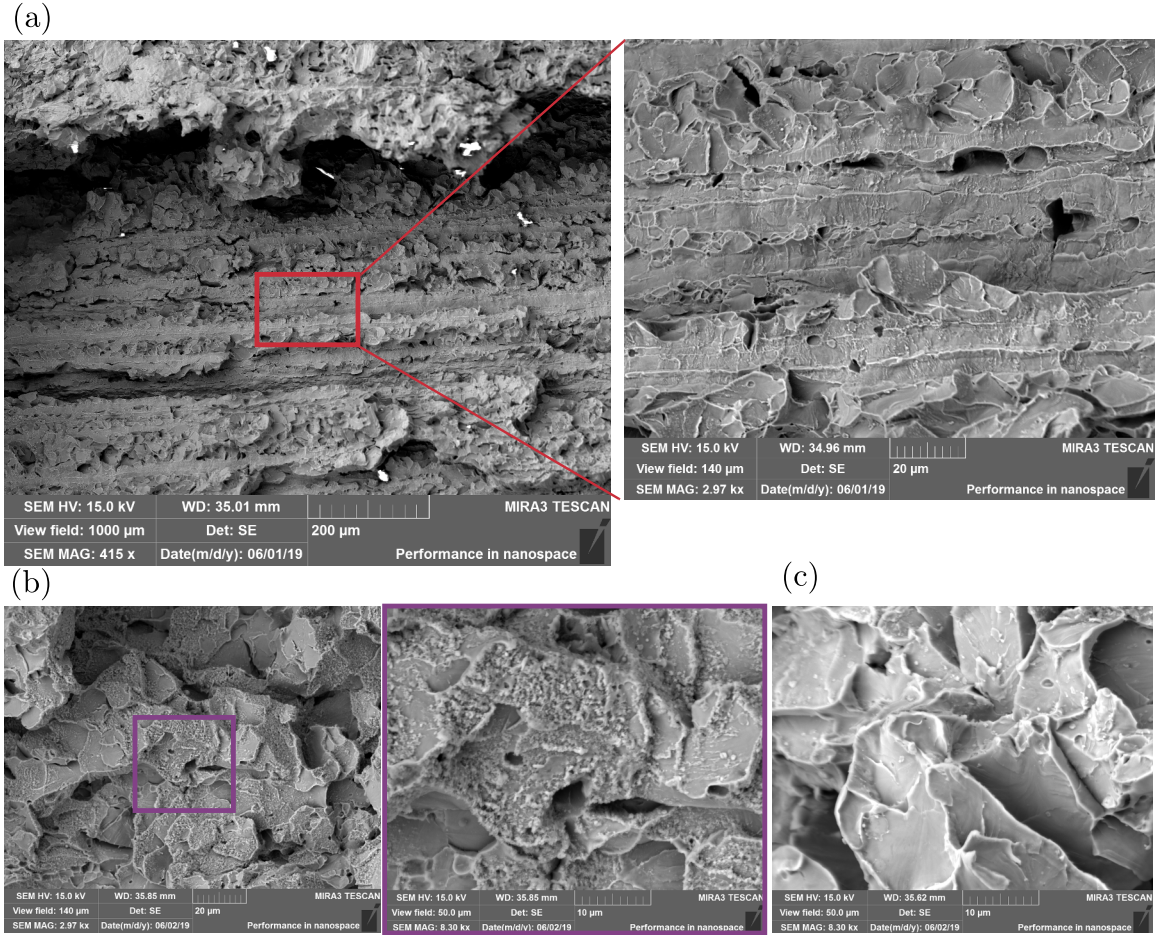 (a)
SEM HV: 15.0 kV WD: 35.01 mm MIRA3 TESCAN
View field: 1000 µm Det: SE 200 µm
SEM MAG: 415 x Date(m/d/y): 06/01/19 Performance in nanospace
SEM HV: 15.0 kV WD: 34.96 mm MIRA3 TESCAN
View field: 140 µm Det: SE 20 µm
SEM MAG: 2.97 kx Date(m/d/y): 06/01/19 Performance in nanospace
(b)
SEM HV: 15.0 kV WD: 35.85 mm MIRA3 TESCAN
View field: 140 µm Det: SE 20 µm
SEM MAG: 2.97 kx Date(m/d/y): 06/02/19 Performance in nanospace
SEM HV: 15.0 kV WD: 35.85 mm MIRA3 TESCAN
View field: 50.0 µm Det: SE 10 µm
SEM MAG: 8.30 kx Date(m/d/y): 06/02/19 Performance in nanospace
(c)
SEM HV: 15.0 kV WD: 35.62 mm MIRA3 TESCAN
View field: 50.0 µm Det: SE 10 µm
SEM MAG: 8.30 kx Date(m/d/y): 06/02/19 Performance in nanospace